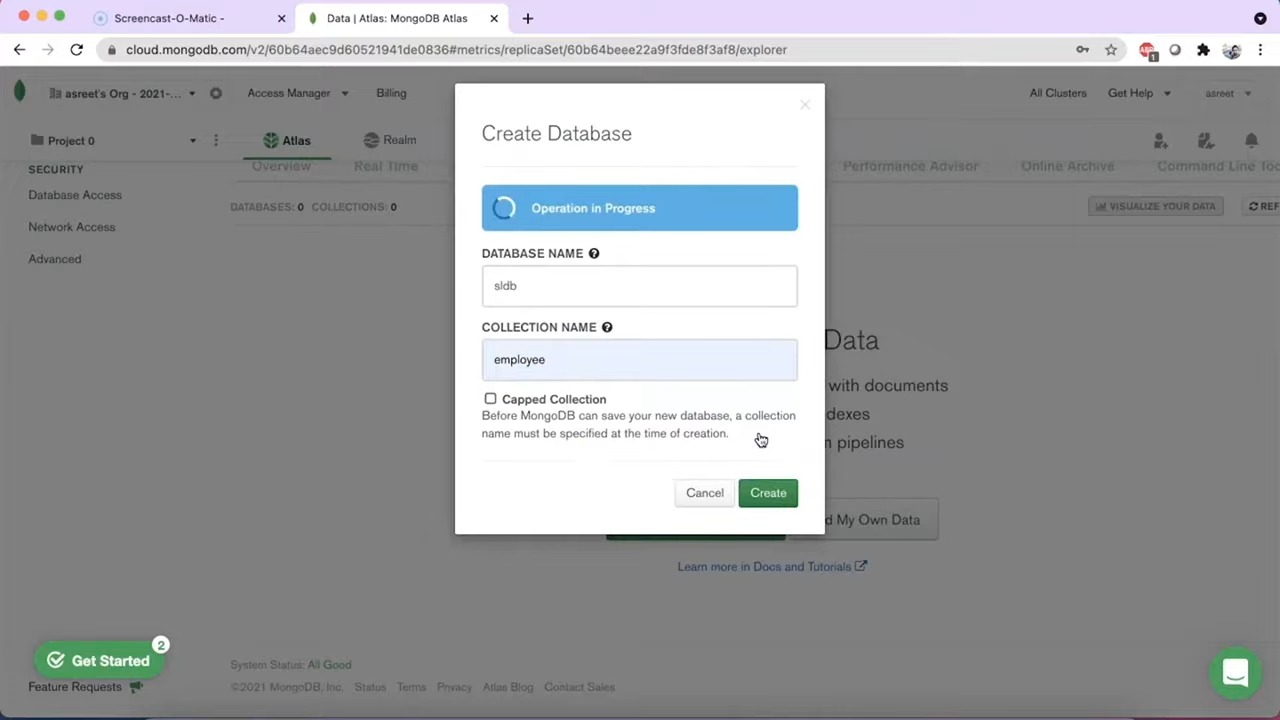 Screencast-O-Matic -
Data | Atlas: MongoDB Atlas
cloud.mongodb.com/v2/60b64aec9d60521941de0836#metrics/replicaSet/60b64beee22a9f3fde8f3af8/explorer
1
asreet's Org - 2021-...
Access Manager
Billing
All Clusters
Get Help
asreet
Project 0
Atlas
Realm
SECURITY
Overview
Real Time
Performance Advisor
Online Archive
Command Line Too
Database Access
DATABASES: 0 COLLECTIONS: 0
VISUALIZE YOUR DATA
REF
Network Access
Advanced
Create Database
Operation in Progress
DATABASE NAME
sldb
COLLECTION NAME
employee
Capped Collection
Before MongoDB can save your new database, a collection
name must be specified at the time of creation.
Cancel
Create
Data
with documents
dexes
pipelines
d My Own Data
Learn more in Docs and Tutorials
Get Started
2
System Status: All Good
Feature Requests
©2021 MongoDB, Inc. Status Terms Privacy Atlas Blog Contact Sales